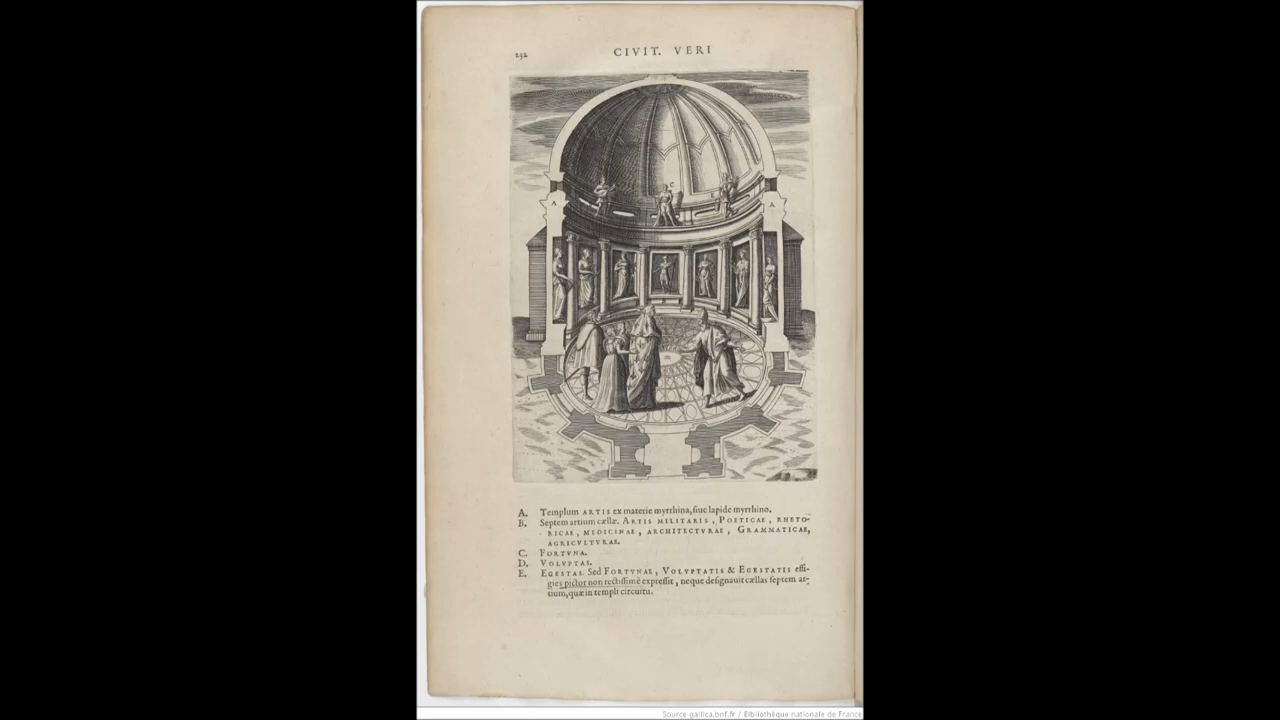 232
CIVIT. VERI
C
A
A
A. Templum ARTIS ex materie myrrhina, siue lapide myrrhino.
B. Septem artium cællæ. ARTIS MILITARIS, POETICAE, RHETO-
RICAE, MEDICINAE, ARCHITECTVRAE, GRAMMATICAE,
AGRICVLTVRAE.
C. FORTVNA.
D. VOLVPTAS.
E. EGESTAS. Sed FORTVNAE, VOLVPTATIS & EGESTATIS effi-
gies pictor non rectissimè expressit, neque designauit cællas septem ar-
tium, quæ in templi circuitu.
Source gallica.bnf.fr / Bibliothèque nationale de France